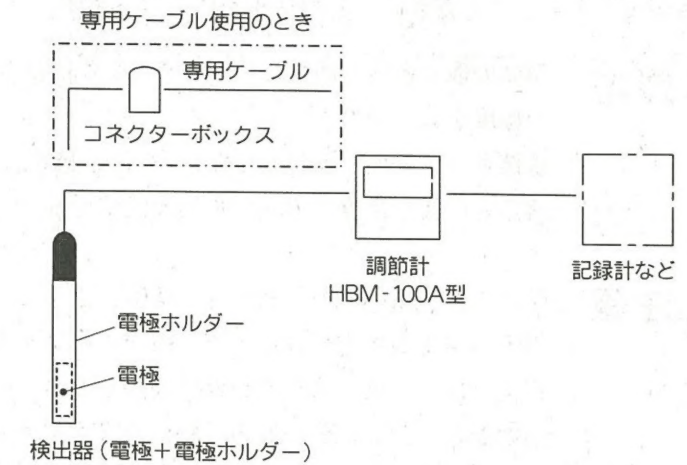 専用ケーブル使用のとき
専用ケーブル
コネクターボックス
調節計
HBM-100A型
記録計など
電極ホルダー
電極
検出器(電極+電極ホルダー)